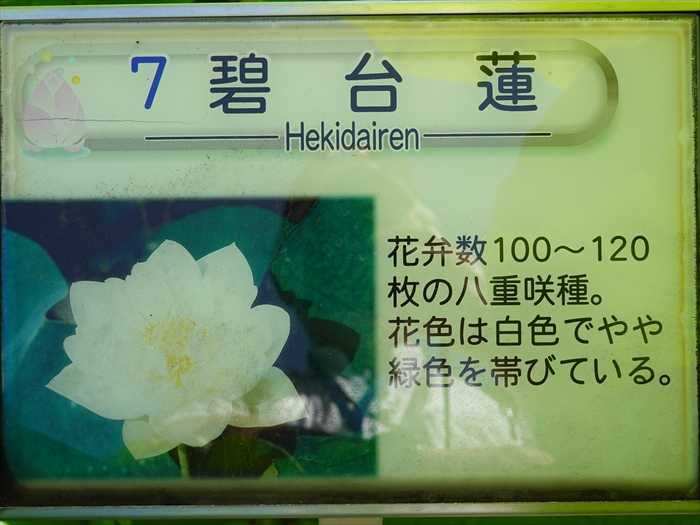 7 碧台蓮
Hekidairen
花弁数100～120
枚の八重咲種。
花色は白色でやや
緑色を帯びている。